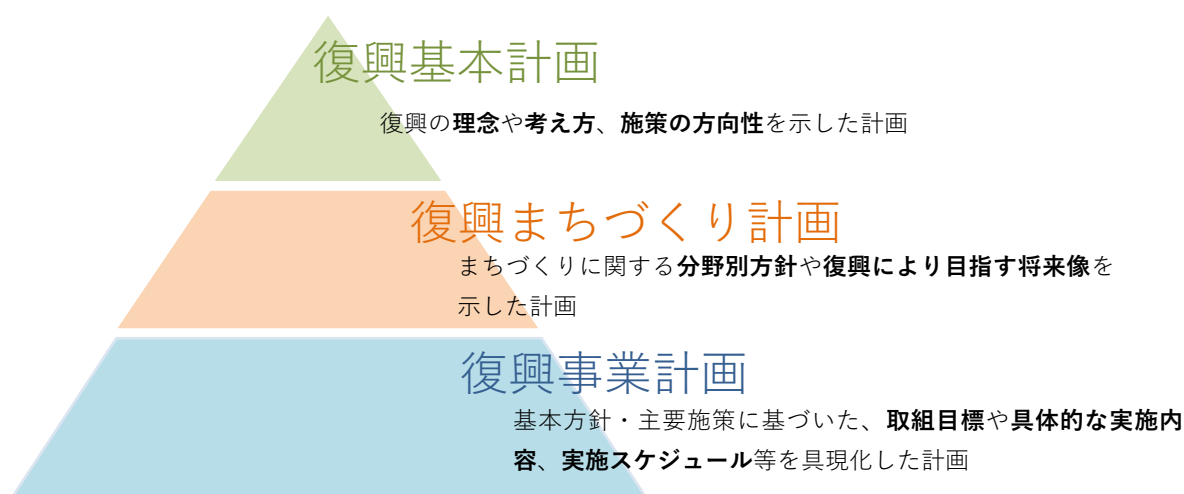 復興基本計画
復興の理念や考え方、施策の方向性を示した計画
復興まちづくり計画
まちづくりに関する分野別方針や復興により目指す将来像を
示した計画
復興事業計画
基本方針・主要施策に基づいた、取組目標や具体的な実施内
容、実施スケジュール等を具現化した計画